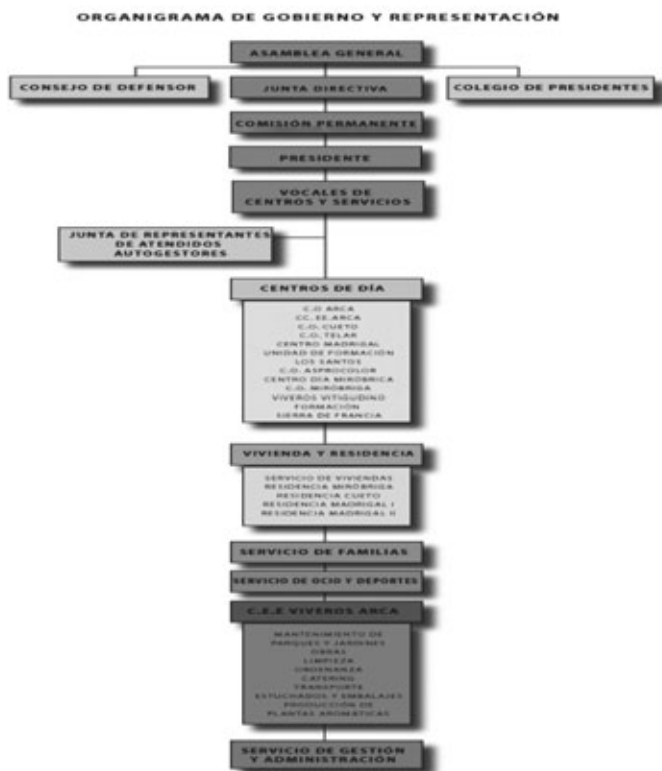 ORGANIGRAMA DE GOBIERNO Y REPRESENTACIÓN
ASAMBLEA GENERAL
CONSEJO DE DEFENSOR
JUNTA DIRECTIVA
COLEGIO DE PRESIDENTES
COMISIÓN PERMANENTE
PRESIDENTE
VOCALES DE
CENTROS Y SERVICIOS
JUNTA DE REPRESENTANTES
DE ATENDIDOS
AUTOGESTORES
CENTROS DE DÍA
C.O ARCA
CC. EE.ARCA
C.O. CUETO
C.O. TELAR
CENTRO MADRIGAL
UNIDAD DE FORMACIÓN
LOS SANTOS
C.O. ASPROCOLOR
CENTRO DÍA MIRÓBRICA
C.O. MIRÓBRIGA
VIVEROS VITIGUDINO
FORMACIÓN
SIERRA DE FRANCIA
VIVIENDA Y RESIDENCIA
SERVICIO DE VIVIENDAS
RESIDENCIA MIRÓBRIGA
RESIDENCIA CUETO
RESIDENCIA MADRIGAL I
RESIDENCIA MADRIGAL II
SERVICIO DE FAMILIAS
SERVICIO DE OCIO Y DEPORTES
C.E.E VIVEROS ARCA
MANTENIMIENTO DE
PARQUES Y JARDINES
OBRAS
LIMPIEZA
ORDENANZA
CATERING
TRANSPORTE
ESTUCHADOS Y EMBALAJES
PRODUCCIÓN DE
PLANTAS AROMATICAS
SERVICIO DE GESTIÓN
Y ADMINISTRACIÓN